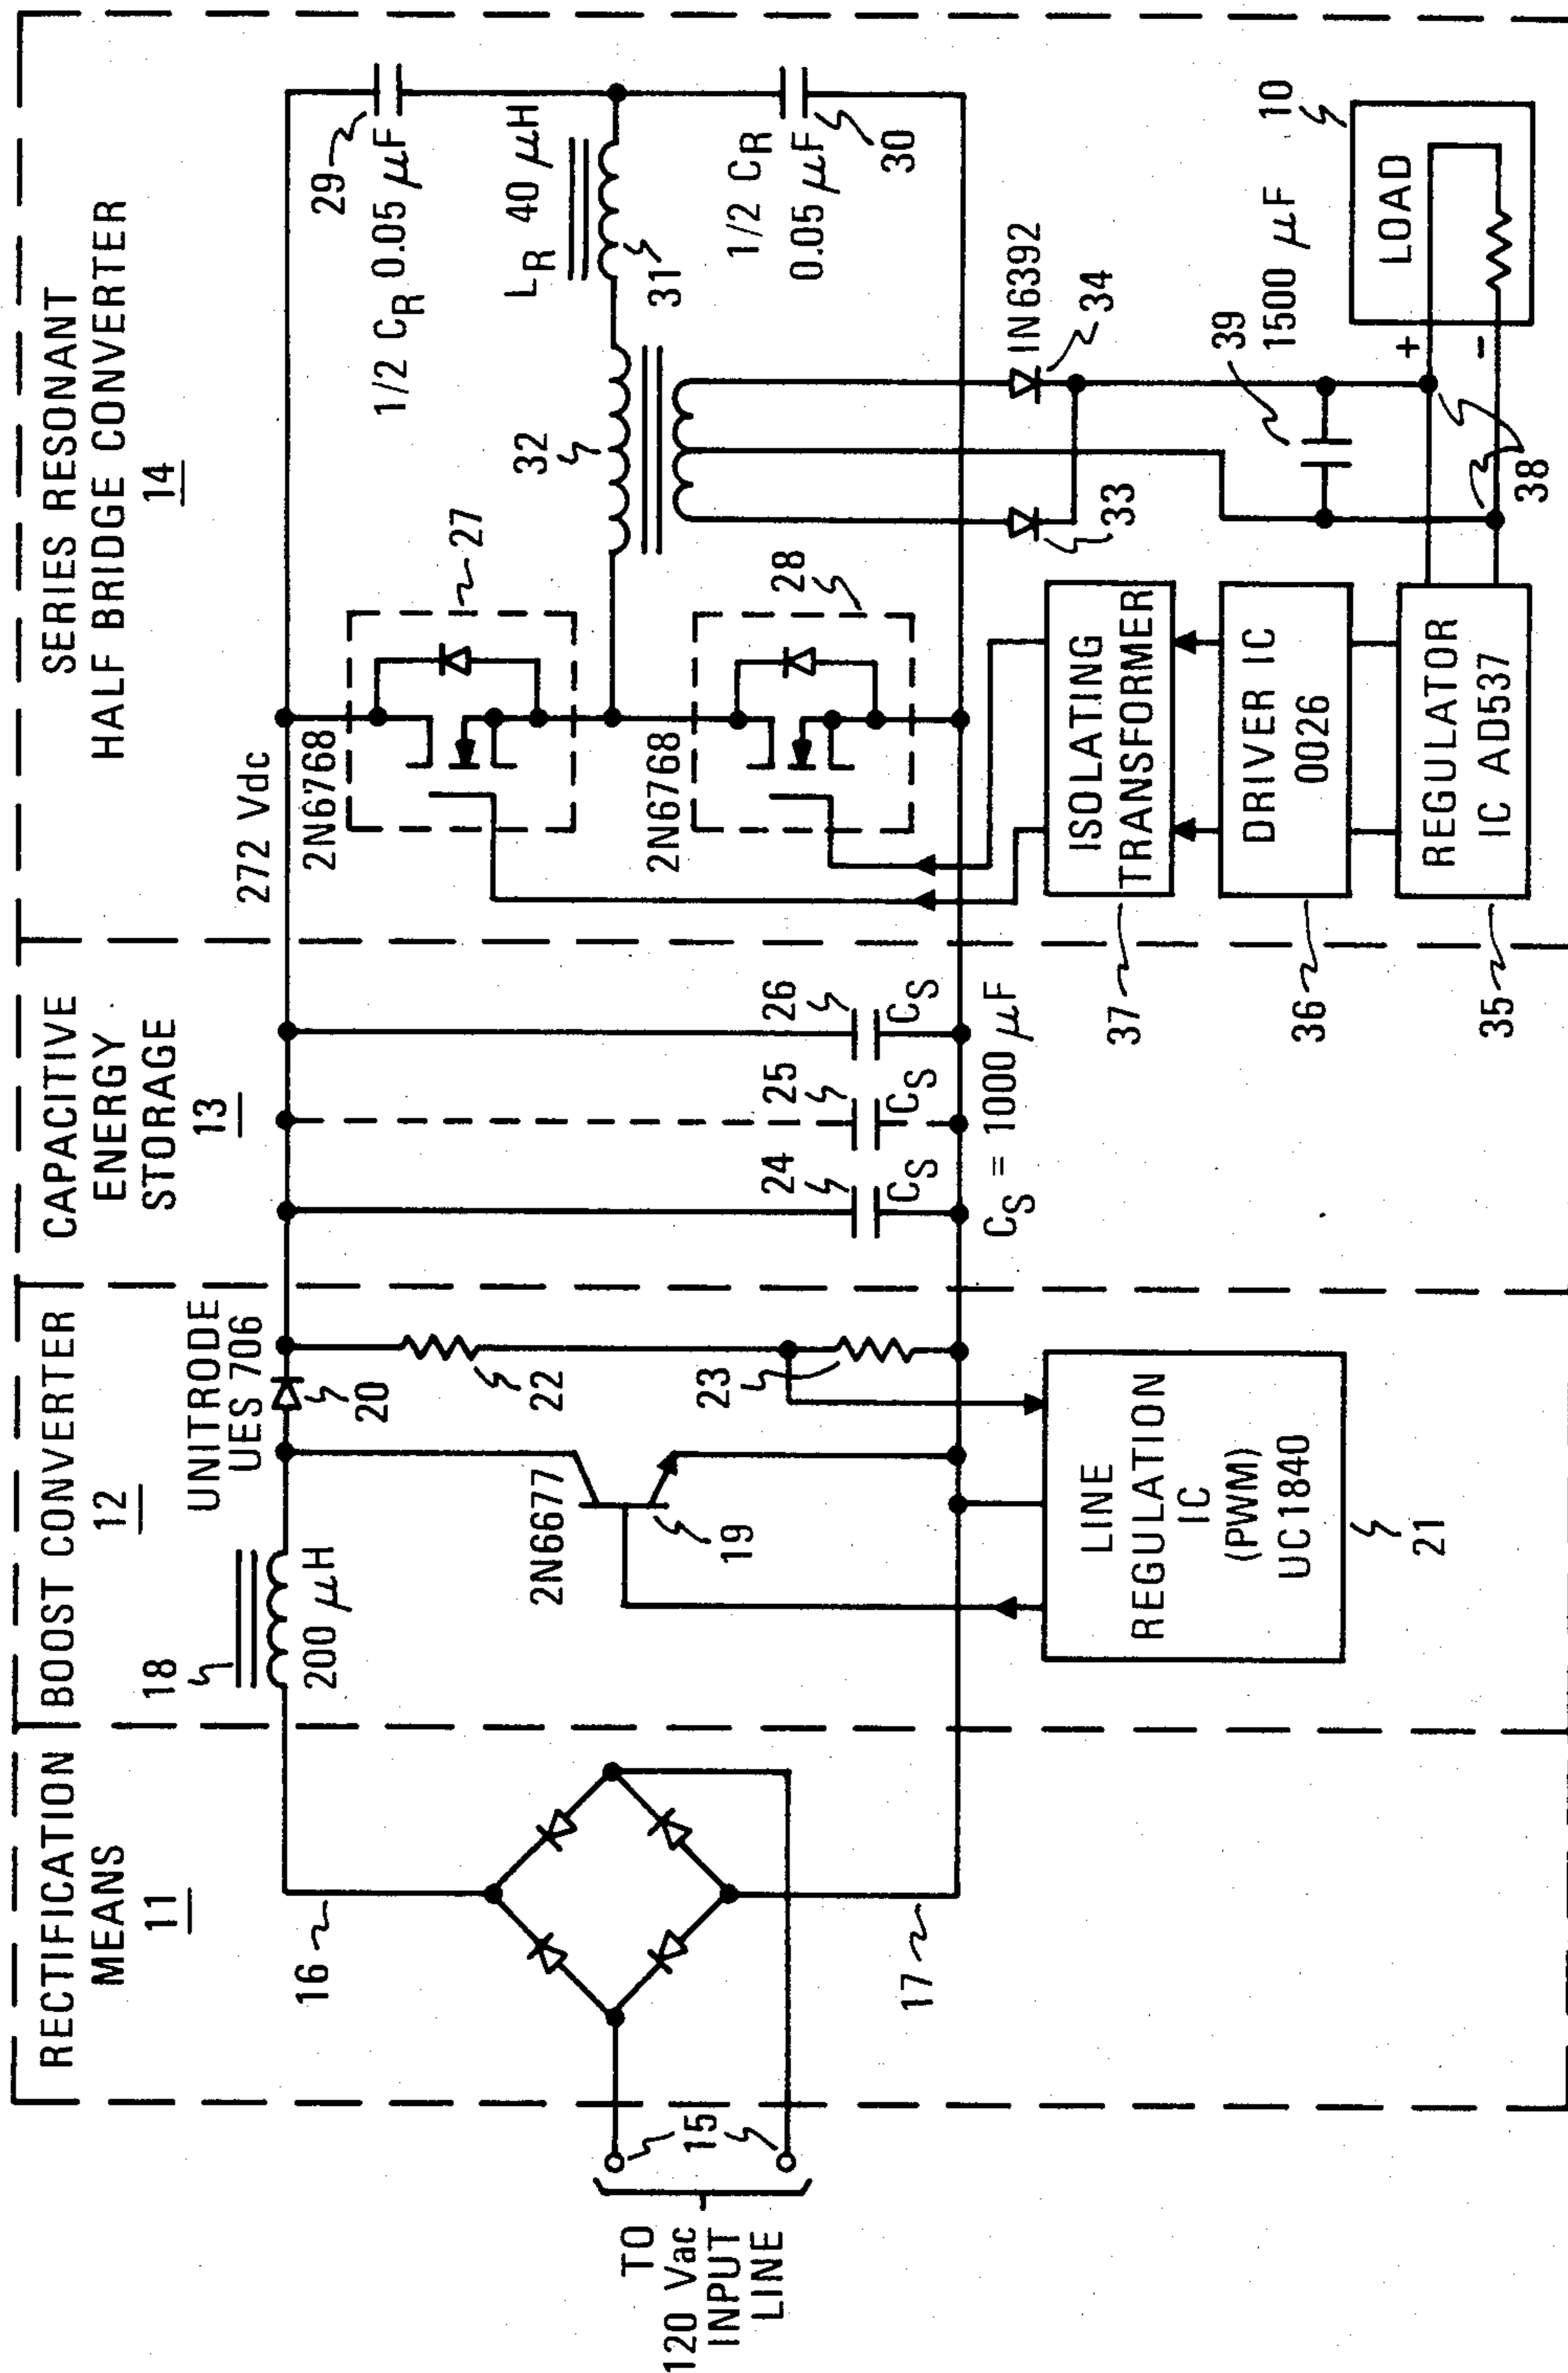 RECTIFICATION
MEANS
11
BOOST CONVERTER
12
CAPACITIVE
ENERGY
STORAGE
13
SERIES RESONANT
HALF BRIDGE CONVERTER
14
TO
120 Vac
INPUT
LINE
15
16
17
18
200 μH
UNITRODE
UES 706
20
2N6677
19
22
23
LINE
REGULATION
IC
(PWM)
UC1840
21
24
CS
25
CS
26
CS
CS = 1000 μF
272 Vdc
2N6768
27
2N6768
28
32
LR 40 μH
31
29
1/2 CR 0.05 μF
1/2 CR
0.05 μF
30
IN6392
34
33
ISOLATING
TRANSFORMER
37
DRIVER IC
0026
36
REGULATOR
IC AD537
35
39
1500 μF
38
+
-
LOAD
10